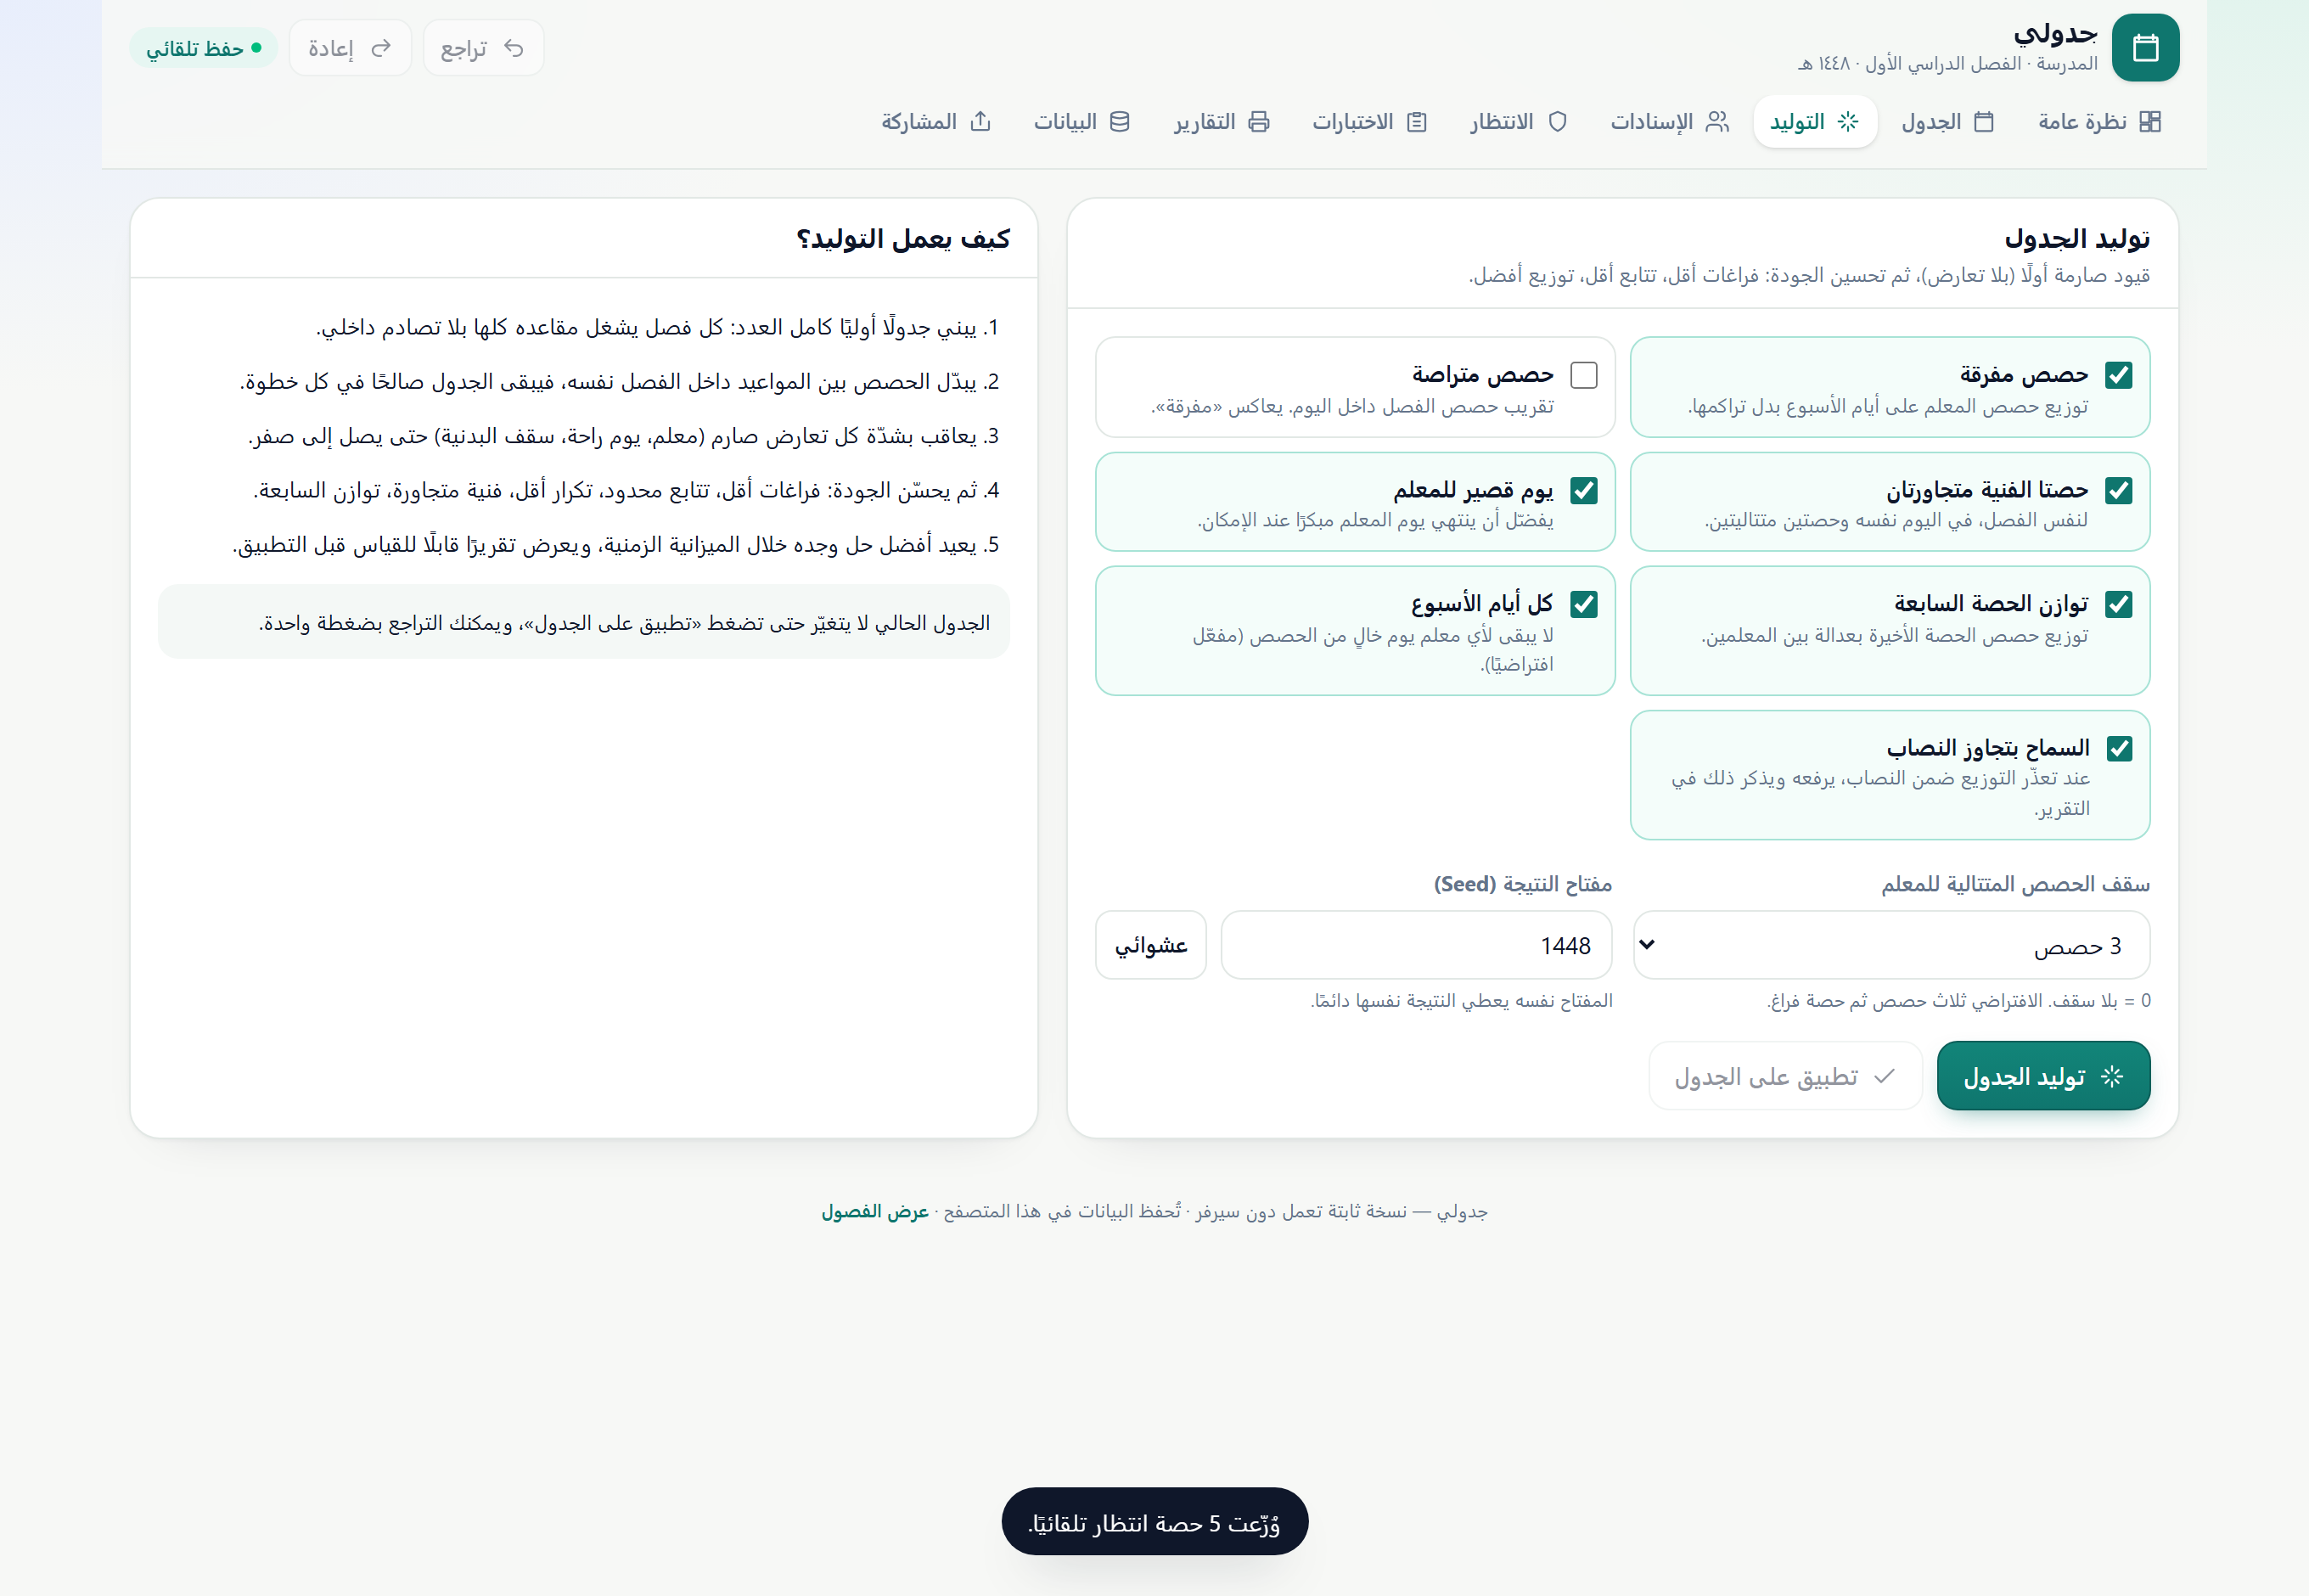 جدولي
المدرسة · الفصل الدراسي الأول · ١٤٤٨ هـ
تراجع
إعادة
حفظ تلقائي
نظرة عامة
الجدول
التوليد
الإسنادات
الانتظار
الاختبارات
التقارير
البيانات
المشاركة
توليد الجدول
قيود صارمة أولًا (بلا تعارض)، ثم تحسين الجودة: فراغات أقل، تتابع أقل، توزيع أفضل.
حصص مفرقة
توزيع حصص المعلم على أيام الأسبوع بدل تراكمها.
حصص متراصة
تقريب حصص الفصل داخل اليوم. يعاكس «مفرقة».
حصتا الفنية متجاورتان
لنفس الفصل، في اليوم نفسه وحصتين متتاليتين.
يوم قصير للمعلم
يفضّل أن ينتهي يوم المعلم مبكرًا عند الإمكان.
توازن الحصة السابعة
توزيع حصص الحصة الأخيرة بعدالة بين المعلمين.
كل أيام الأسبوع
لا يبقى لأي معلم يوم خالٍ من الحصص (مفعّل
افتراضيًا).
السماح بتجاوز النصاب
عند تعذّر التوزيع ضمن النصاب، يرفعه ويذكر ذلك في
التقرير.
سقف الحصص المتتالية للمعلم
3 حصص
0 = بلا سقف. الافتراضي ثلاث حصص ثم حصة فراغ.
مفتاح النتيجة (Seed)
1448
عشوائي
المفتاح نفسه يعطي النتيجة نفسها دائمًا.
توليد الجدول
تطبيق على الجدول
كيف يعمل التوليد؟
1. يبني جدولًا أوليًا كامل العدد: كل فصل يشغل مقاعده كلها بلا تصادم داخلي.
2. يبدّل الحصص بين المواعيد داخل الفصل نفسه، فيبقى الجدول صالحًا في كل خطوة.
3. يعاقب بشدّة كل تعارض صارم (معلم، يوم راحة، سقف البدنية) حتى يصل إلى صفر.
4. ثم يحسّن الجودة: فراغات أقل، تتابع محدود، تكرار أقل، فنية متجاورة، توازن السابعة.
5. يعيد أفضل حل وجده خلال الميزانية الزمنية، ويعرض تقريرًا قابلًا للقياس قبل التطبيق.
الجدول الحالي لا يتغيّر حتى تضغط «تطبيق على الجدول»، ويمكنك التراجع بضغطة واحدة.
جدولي — نسخة ثابتة تعمل دون سيرفر · تُحفظ البيانات في هذا المتصفح · عرض الفصول
وُزّعت 5 حصة انتظار تلقائيًا.